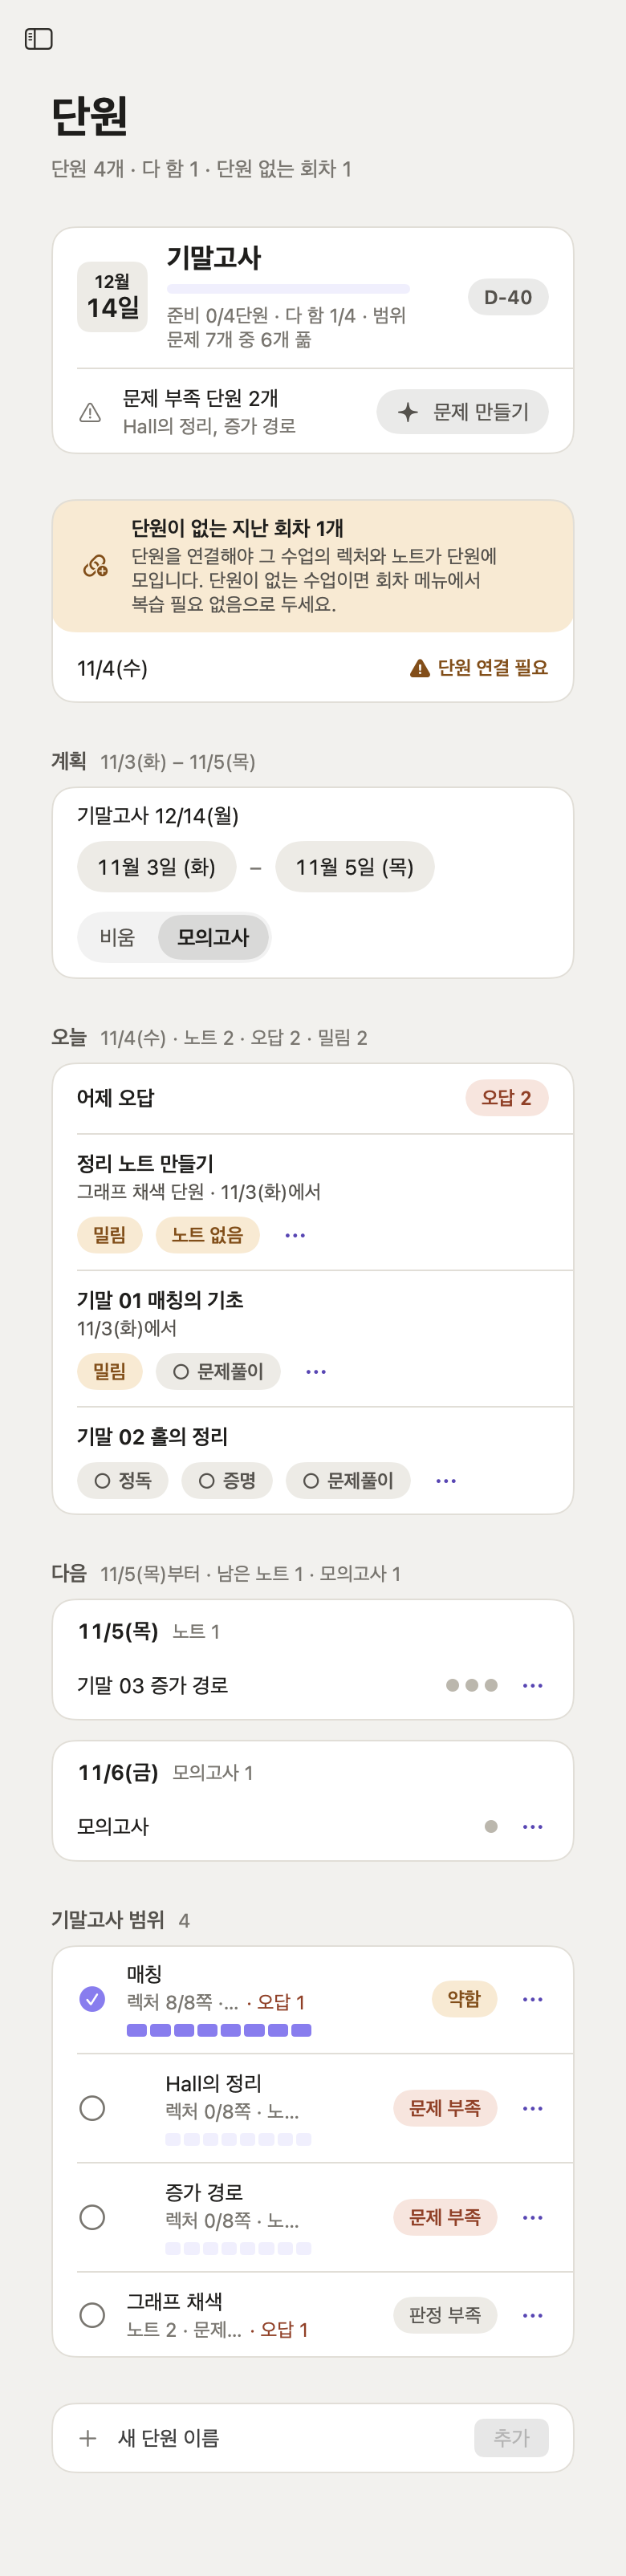 단원
단원 4개 · 다 함 1 · 단원 없는 회차 1
12월
14일
기말고사
준비 0/4단원 · 다 함 1/4 · 범위
문제 7개 중 6개 풂
D-40
문제 부족 단원 2개
Hall의 정리, 증가 경로
문제 만들기
단원이 없는 지난 회차 1개
단원을 연결해야 그 수업의 렉처와 노트가 단원에
모입니다. 단원이 없는 수업이면 회차 메뉴에서
복습 필요 없음으로 두세요.
11/4(수)
단원 연결 필요
계획 11/3(화) – 11/5(목)
기말고사 12/14(월)
11월 3일 (화) – 11월 5일 (목)
비움 모의고사
오늘 11/4(수) · 노트 2 · 오답 2 · 밀림 2
어제 오답
오답 2
정리 노트 만들기
그래프 채색 단원 · 11/3(화)에서
밀림 노트 없음
기말 01 매칭의 기초
11/3(화)에서
밀림 문제풀이
기말 02 홀의 정리
정독 증명 문제풀이
다음 11/5(목)부터 · 남은 노트 1 · 모의고사 1
11/5(목) 노트 1
기말 03 증가 경로
11/6(금) 모의고사 1
모의고사
기말고사 범위 4
매칭
렉처 8/8쪽 ·... · 오답 1
약함
Hall의 정리
렉처 0/8쪽 · 노...
문제 부족
증가 경로
렉처 0/8쪽 · 노...
문제 부족
그래프 채색
노트 2 · 문제... · 오답 1
판정 부족
새 단원 이름
추가